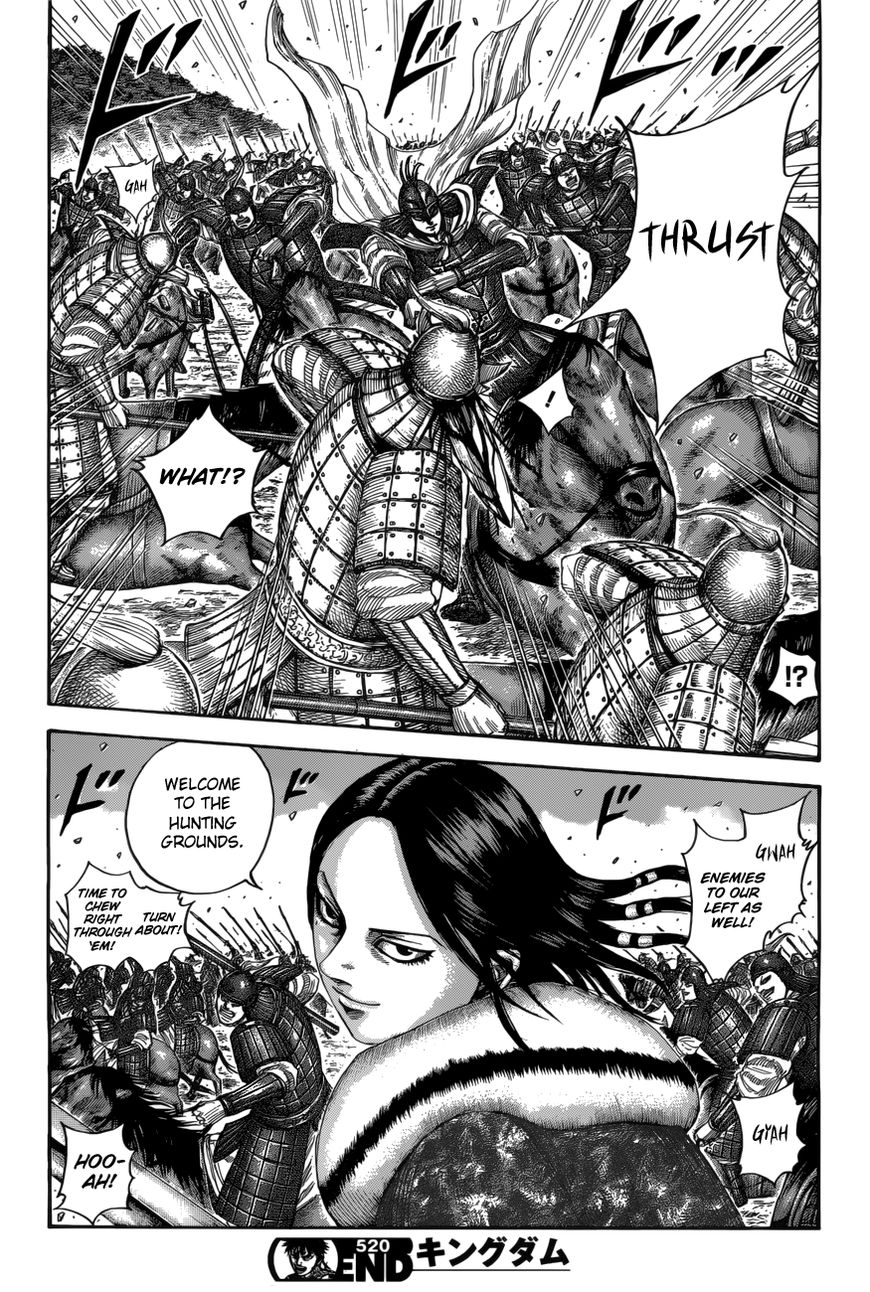 ド
ド
ド
GAH
THRUST
!
WHAT!?
!?
ド
ド
ド
WELCOME
TO THE
HUNTING
GROUNDS.
GWAH
ENEMIES
TO OUR
LEFT AS
WELL!
TURN
ABOUT!
TIME TO
CHEW
RIGHT
THROUGH
'EM!
GYAH
HOO-
AH!
520
END キングダム